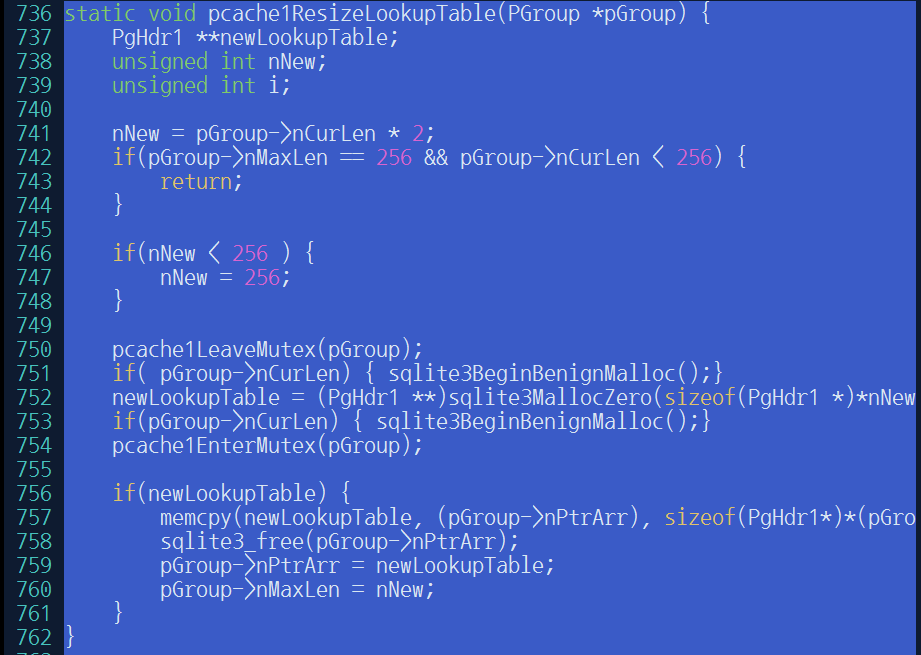 736 static void pcache1ResizeLookupTable(PGroup *pGroup) {
737     PgHdr1 **newLookupTable;
738     unsigned int nNew;
739     unsigned int i;
740
741     nNew = pGroup->nCurLen * 2;
742     if(pGroup->nMaxLen == 256 && pGroup->nCurLen < 256) {
743         return;
744     }
745
746     if(nNew < 256 ) {
747         nNew = 256;
748     }
749
750     pcache1LeaveMutex(pGroup);
751     if( pGroup->nCurLen) { sqlite3BeginBenignMalloc();}
752     newLookupTable = (PgHdr1 **)sqlite3MallocZero(sizeof(PgHdr1 *)*nNew
753     if(pGroup->nCurLen) { sqlite3BeginBenignMalloc();}
754     pcache1EnterMutex(pGroup);
755
756     if(newLookupTable) {
757         memcpy(newLookupTable, (pGroup->nPtrArr), sizeof(PgHdr1*)*(pGro
758         sqlite3_free(pGroup->nPtrArr);
759         pGroup->nPtrArr = newLookupTable;
760         pGroup->nMaxLen = nNew;
761     }
762 }